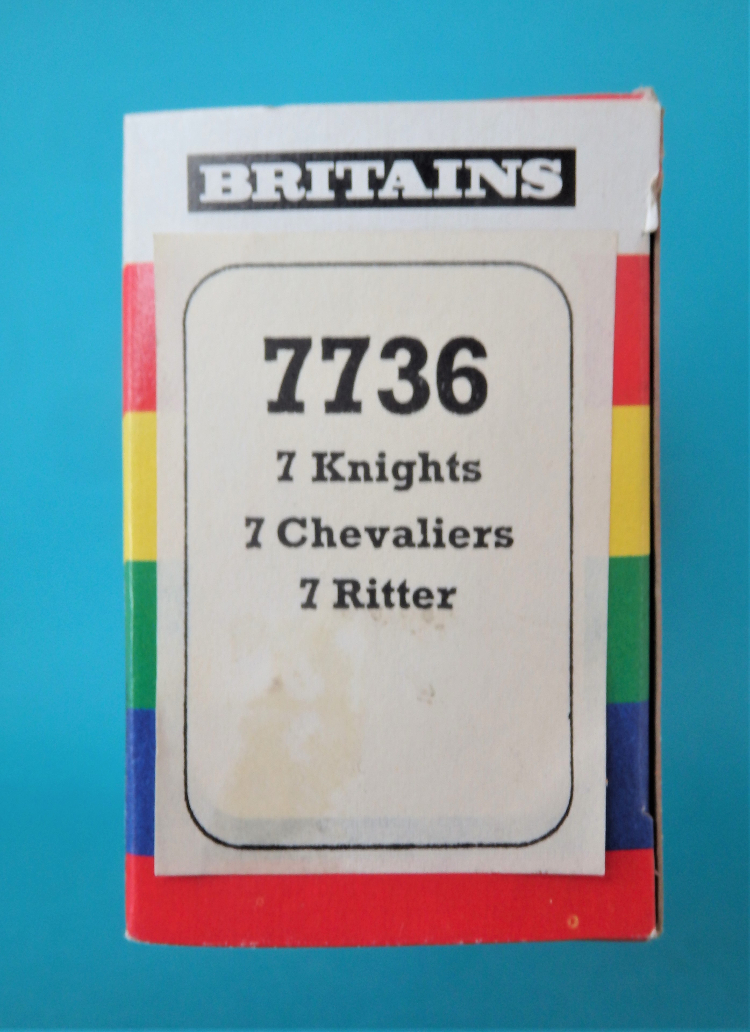 BRITAINS
7736
7 Knights
7 Chevaliers
7 Ritter